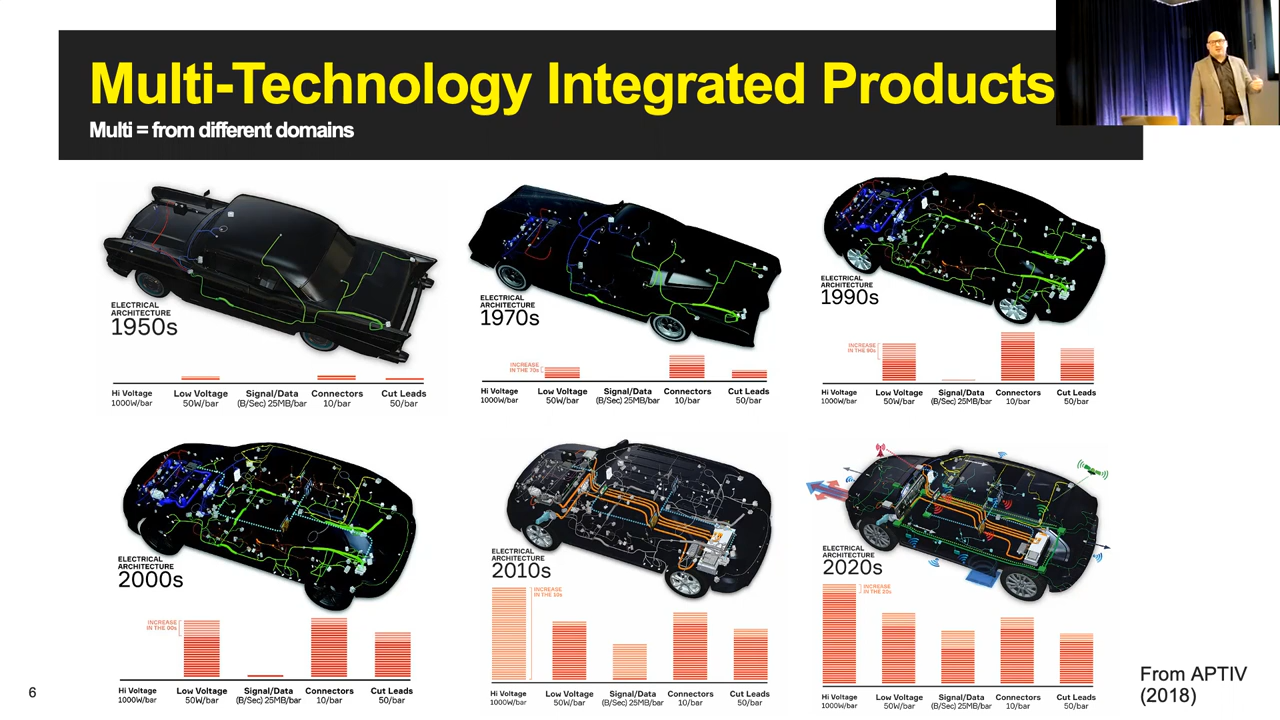 Multi-Technology Integrated Products
Multi = from different domains
ELECTRICAL
ARCHITECTURE
1950s
Hi Voltage
1000W/bar
Low Voltage
50W/bar
Signal/Data
(B/Sec) 25MB/bar
Connectors
10/bar
Cut Leads
50/bar
ELECTRICAL
ARCHITECTURE
1970s
INCREASE
IN THE 70s
Hi Voltage
1000W/bar
Low Voltage
50W/bar
Signal/Data
(B/Sec) 25MB/bar
Connectors
10/bar
Cut Leads
50/bar
ELECTRICAL
ARCHITECTURE
1990s
INCREASE
IN THE 90s
Hi Voltage
1000W/bar
Low Voltage
50W/bar
Signal/Data
(B/Sec) 25MB/bar
Connectors
10/bar
Cut Leads
50/bar
ELECTRICAL
ARCHITECTURE
2000s
INCREASE
IN THE 00s
Hi Voltage
1000W/bar
Low Voltage
50W/bar
Signal/Data
(B/Sec) 25MB/bar
Connectors
10/bar
Cut Leads
50/bar
ELECTRICAL
ARCHITECTURE
2010s
INCREASE
IN THE 10s
Hi Voltage
1000W/bar
Low Voltage
50W/bar
Signal/Data
(B/Sec) 25MB/bar
Connectors
10/bar
Cut Leads
50/bar
ELECTRICAL
ARCHITECTURE
2020s
INCREASE
IN THE 20s
Hi Voltage
1000W/bar
Low Voltage
50W/bar
Signal/Data
(B/Sec) 25MB/bar
Connectors
10/bar
Cut Leads
50/bar
From APTIV
(2018)
6